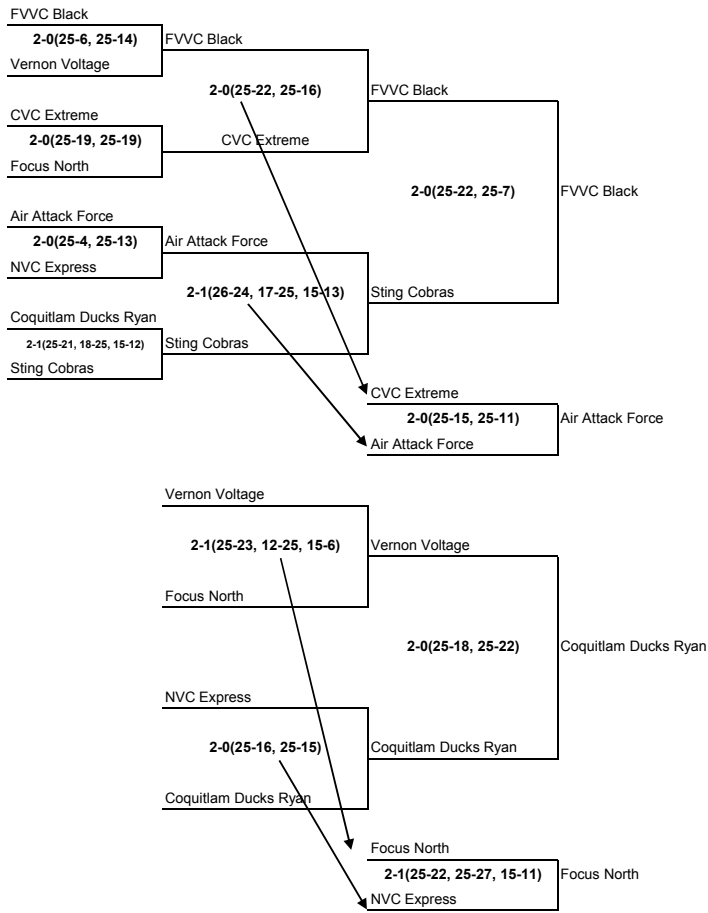 FVVC Black
2-0(25-6, 25-14)
FVVC Black
Vernon Voltage
2-0(25-22, 25-16)
FVVC Black
CVC Extreme
2-0(25-19, 25-19)
CVC Extreme
Focus North
2-0(25-22, 25-7)
FVVC Black
Air Attack Force
2-0(25-4, 25-13)
Air Attack Force
NVC Express
2-1(26-24, 17-25, 15-13)
Sting Cobras
Coquitlam Ducks Ryan
2-1(25-21, 18-25, 15-12)
Sting Cobras
Sting Cobras
CVC Extreme
2-0(25-15, 25-11)
Air Attack Force
Air Attack Force
Vernon Voltage
2-1(25-23, 12-25, 15-6)
Vernon Voltage
Focus North
2-0(25-18, 25-22)
Coquitlam Ducks Ryan
NVC Express
2-0(25-16, 25-15)
Coquitlam Ducks Ryan
Coquitlam Ducks Ryan
Focus North
2-1(25-22, 25-27, 15-11)
Focus North
NVC Express